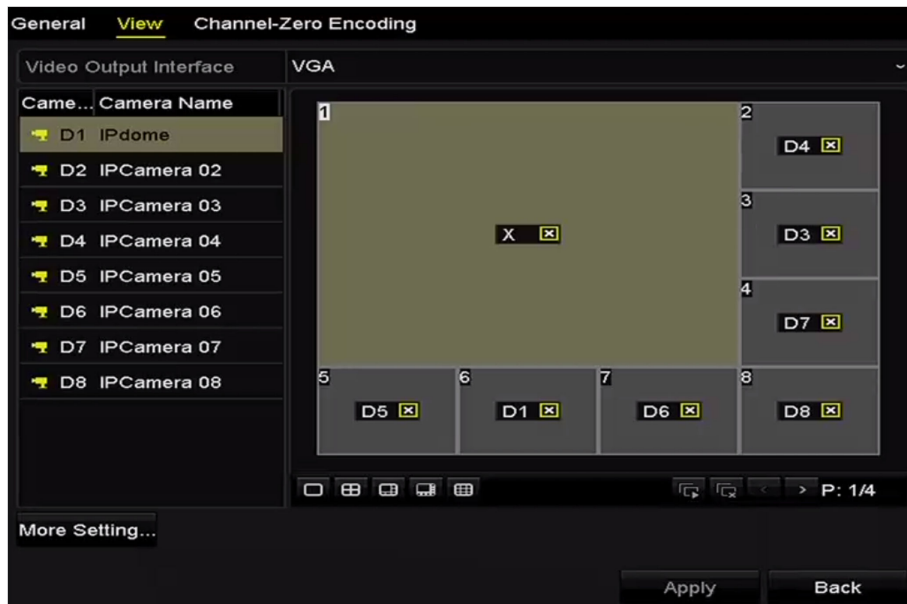 General View Channel-Zero Encoding
Video Output Interface VGA
Came... Camera Name
D1 IPdome
D2 IPCamera 02
D3 IPCamera 03
D4 IPCamera 04
D5 IPCamera 05
D6 IPCamera 06
D7 IPCamera 07
D8 IPCamera 08
1
X
2
D4
3
D3
4
D7
5
D5
6
D1
7
D6
8
D8
P: 1/4
More Setting...
Apply Back